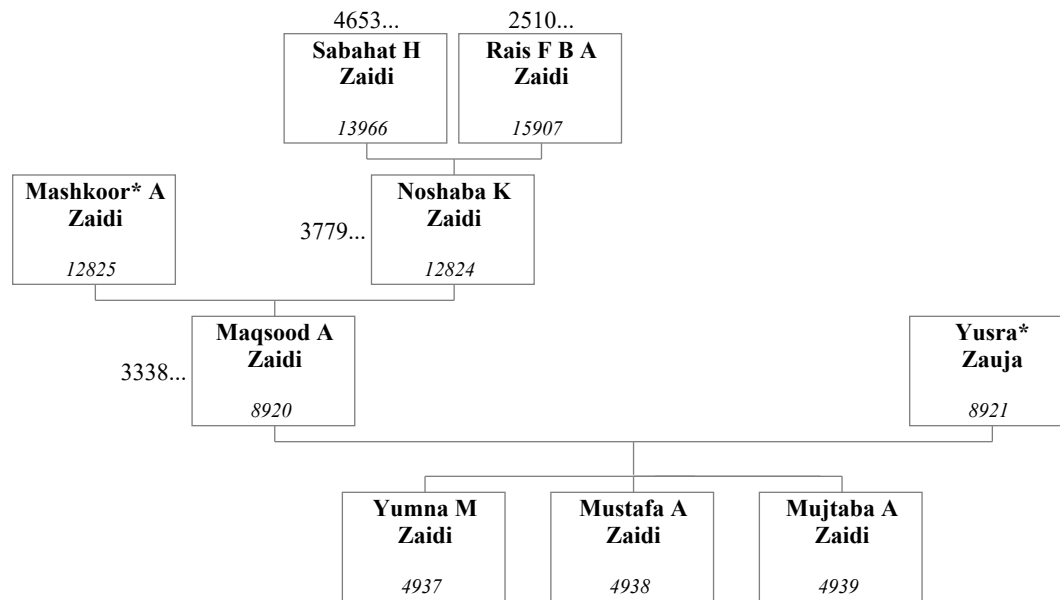 4653...
2510...
Sabahat H
Zaidi
13966
Rais F B A
Zaidi
15907
Mashkoor* A
Zaidi
12825
3779...
Noshaba K
Zaidi
12824
3338...
Maqsood A
Zaidi
8920
Yusra*
Zauja
8921
Yumna M
Zaidi
4937
Mustafa A
Zaidi
4938
Mujtaba A
Zaidi
4939